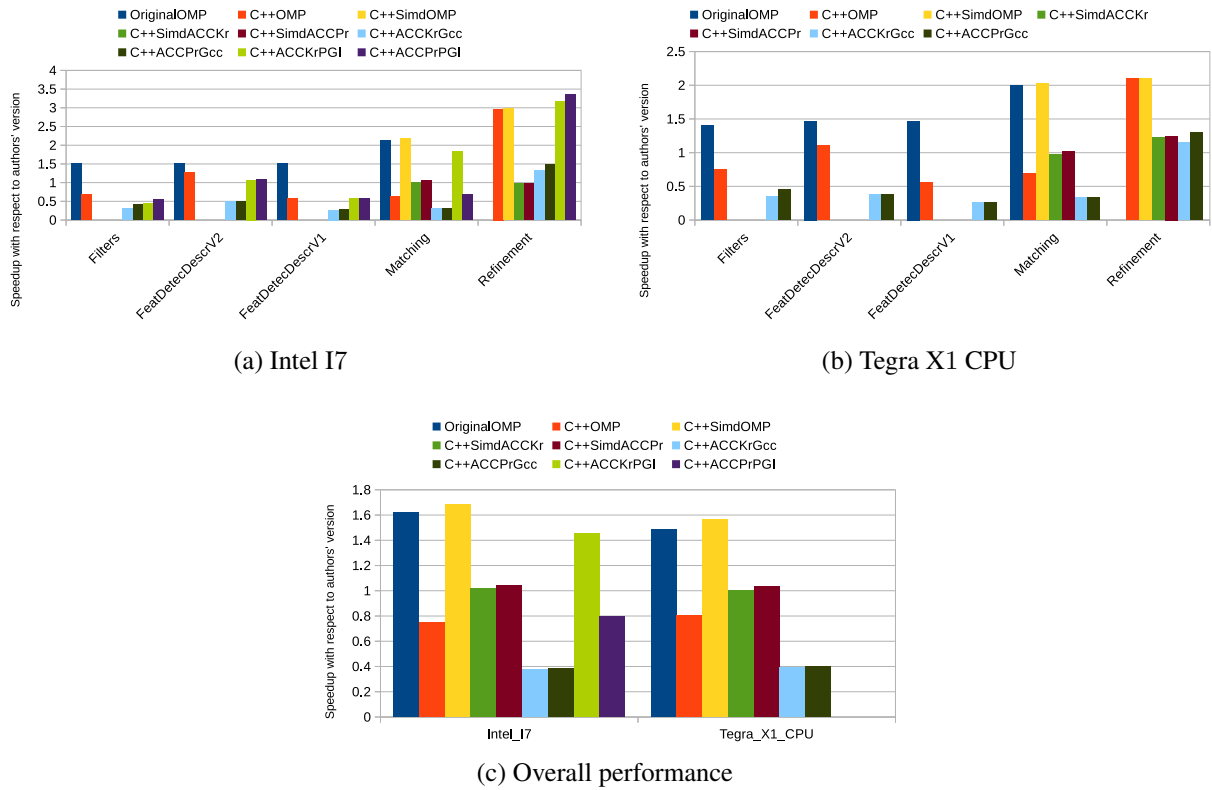 OriginalOMP C++OMP C++SimdOMP
C++SimdACCKr C++SimdACCPr C++ACCKrGcc
C++ACCPrGcc C++ACCKrPGI C++ACCPrPGI
Speedup with respect to authors' version
4
3.5
3
2.5
2
1.5
1
0.5
0
Filters
FeatDetecDescrV2
FeatDetecDescrV1
Matching
Refinement
(a) Intel I7
OriginalOMP C++OMP C++SimdOMP C++SimdACCKr
C++SimdACCPr C++ACCKrGcc C++ACCPrGcc
Speedup with respect to authors' version
2.5
2
1.5
1
0.5
0
Filters
FeatDetecDescrV2
FeatDetecDescrV1
Matching
Refinement
(b) Tegra X1 CPU
OriginalOMP C++OMP C++SimdOMP
C++SimdACCKr C++SimdACCPr C++ACCKrGcc
C++ACCPrGcc C++ACCKrPGI C++ACCPrPGI
Speedup with respect to authors' version
1.8
1.6
1.4
1.2
1
0.8
0.6
0.4
0.2
0
Intel_I7 Tegra_X1_CPU
(c) Overall performance